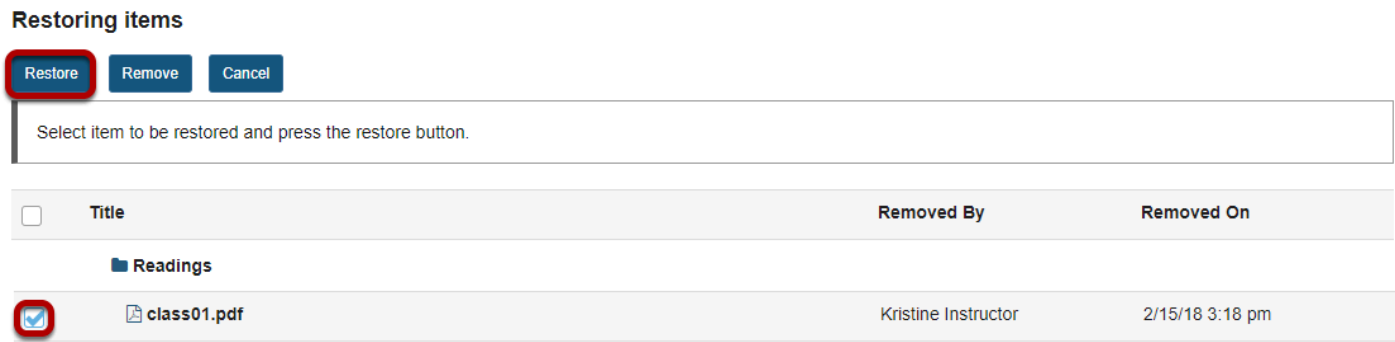 Restoring items
Restore Remove Cancel
Select item to be restored and press the restore button.
Title Removed By Removed On
Readings
class01.pdf Kristine Instructor 2/15/18 3:18 pm